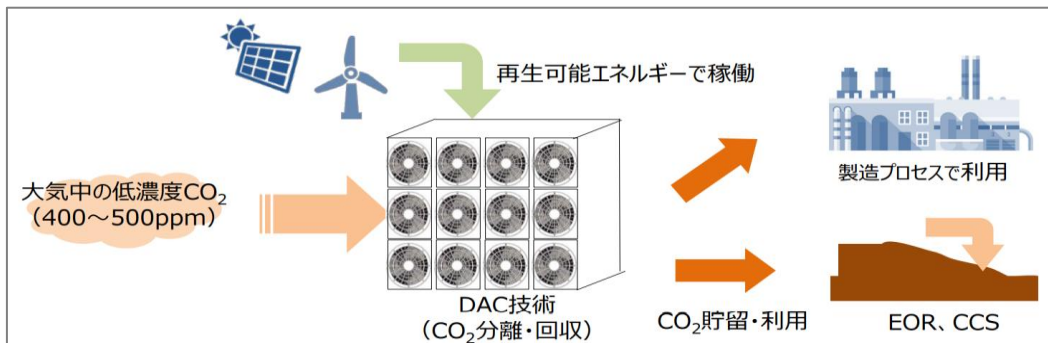 再生可能エネルギーで稼働
大気中の低濃度CO₂
（400～500ppm）
製造プロセスで利用
DAC技術
（CO₂分離・回収）
CO₂貯留・利用
EOR、CCS